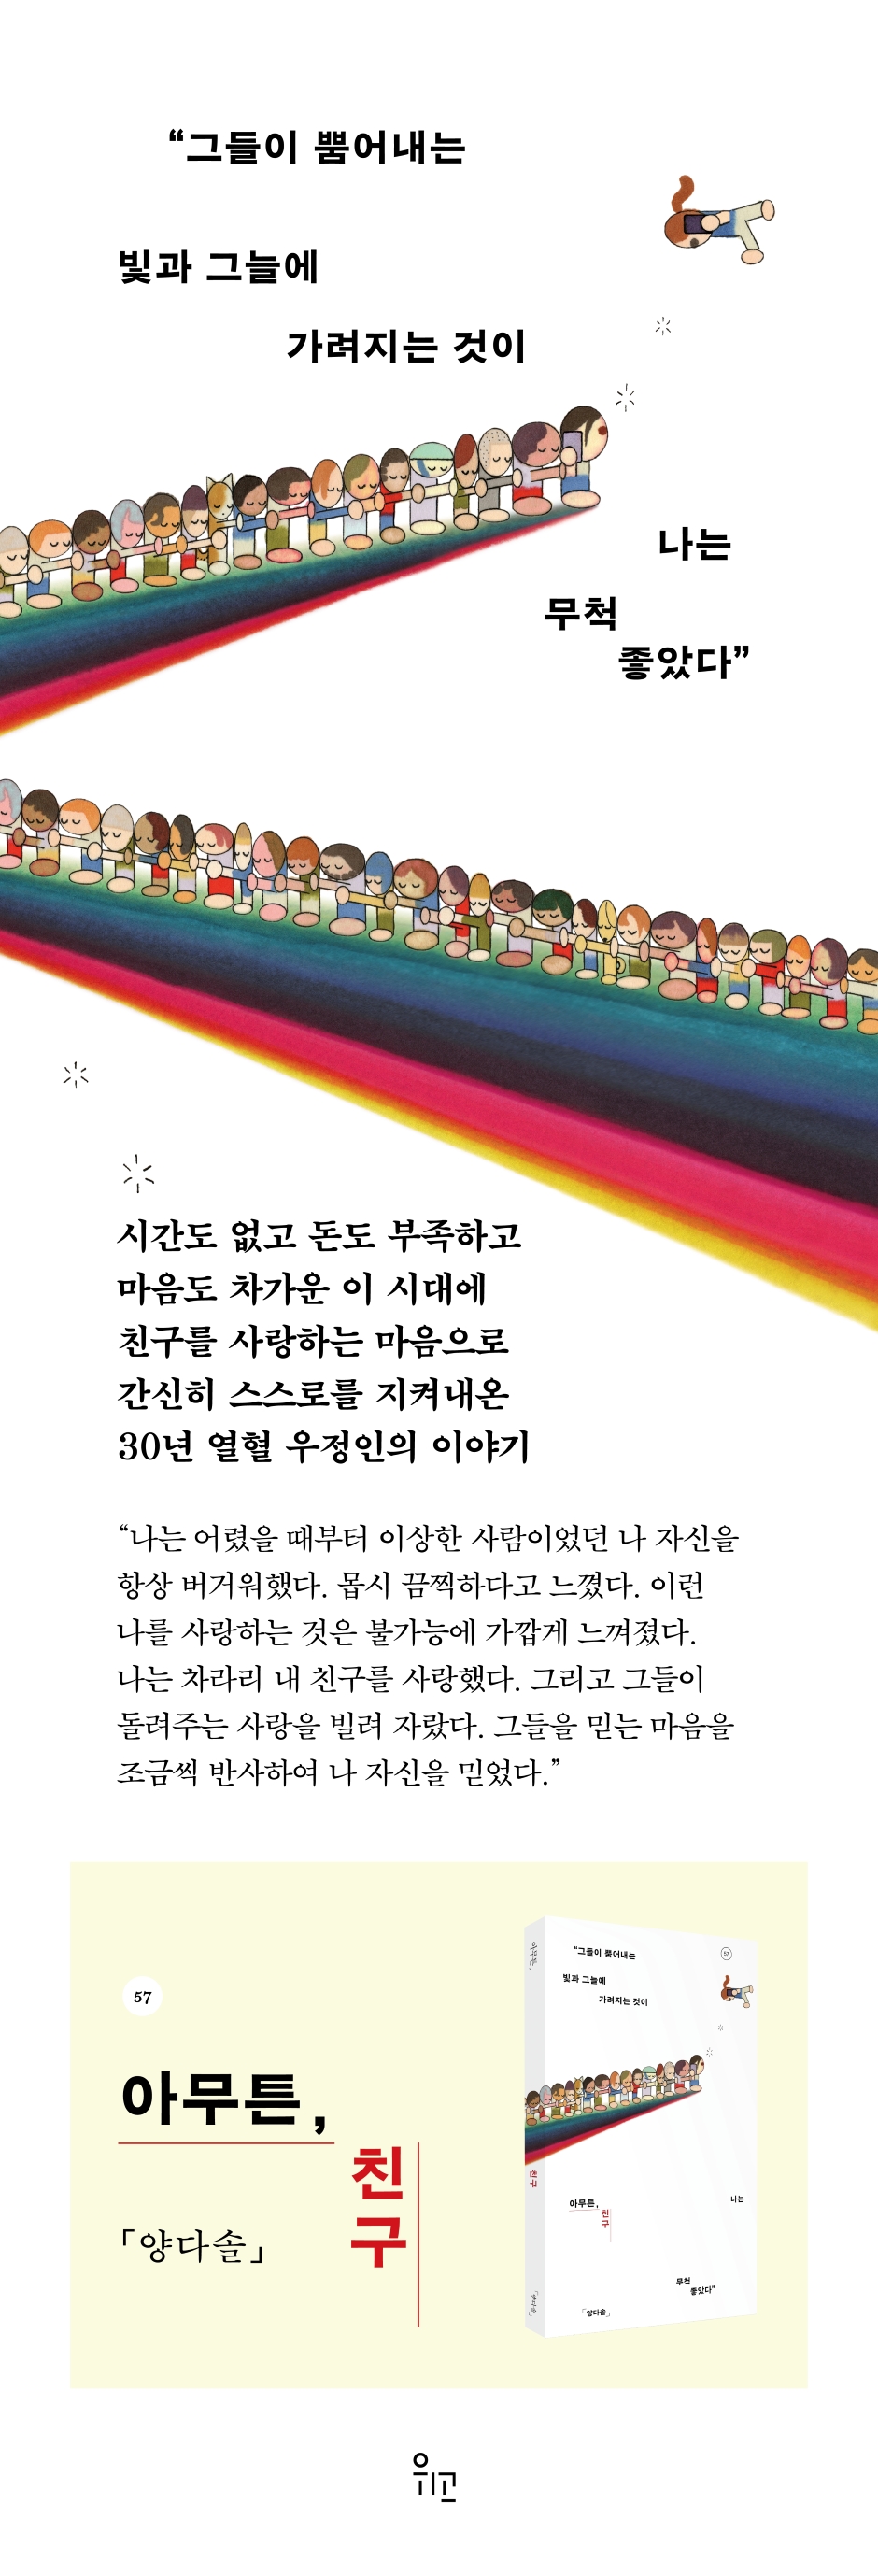 “그들이 뿜어내는
빛과 그늘에
가려지는 것이
나는
무척
좋았다”
시간도 없고 돈도 부족하고
마음도 차가운 이 시대에
친구를 사랑하는 마음으로
간신히 스스로를 지켜내온
30년 열혈 우정인의 이야기
“나는 어렸을 때부터 이상한 사람이었던 나 자신을
항상 버거워했다. 몹시 끔찍하다고 느꼈다. 이런
나를 사랑하는 것은 불가능에 가깝게 느껴졌다.
나는 차라리 내 친구를 사랑했다. 그리고 그들이
돌려주는 사랑을 빌려 자랐다. 그들을 믿는 마음을
조금씩 반사하여 나 자신을 믿었다.”
57
아무튼,
친구
「양다솔」
아무튼,
친구
「양다솔」
“그들이 뿜어내는
57
빛과 그늘에
가려지는 것이
아무튼,
친구
나는
무척
좋았다”
「양다솔」
위고